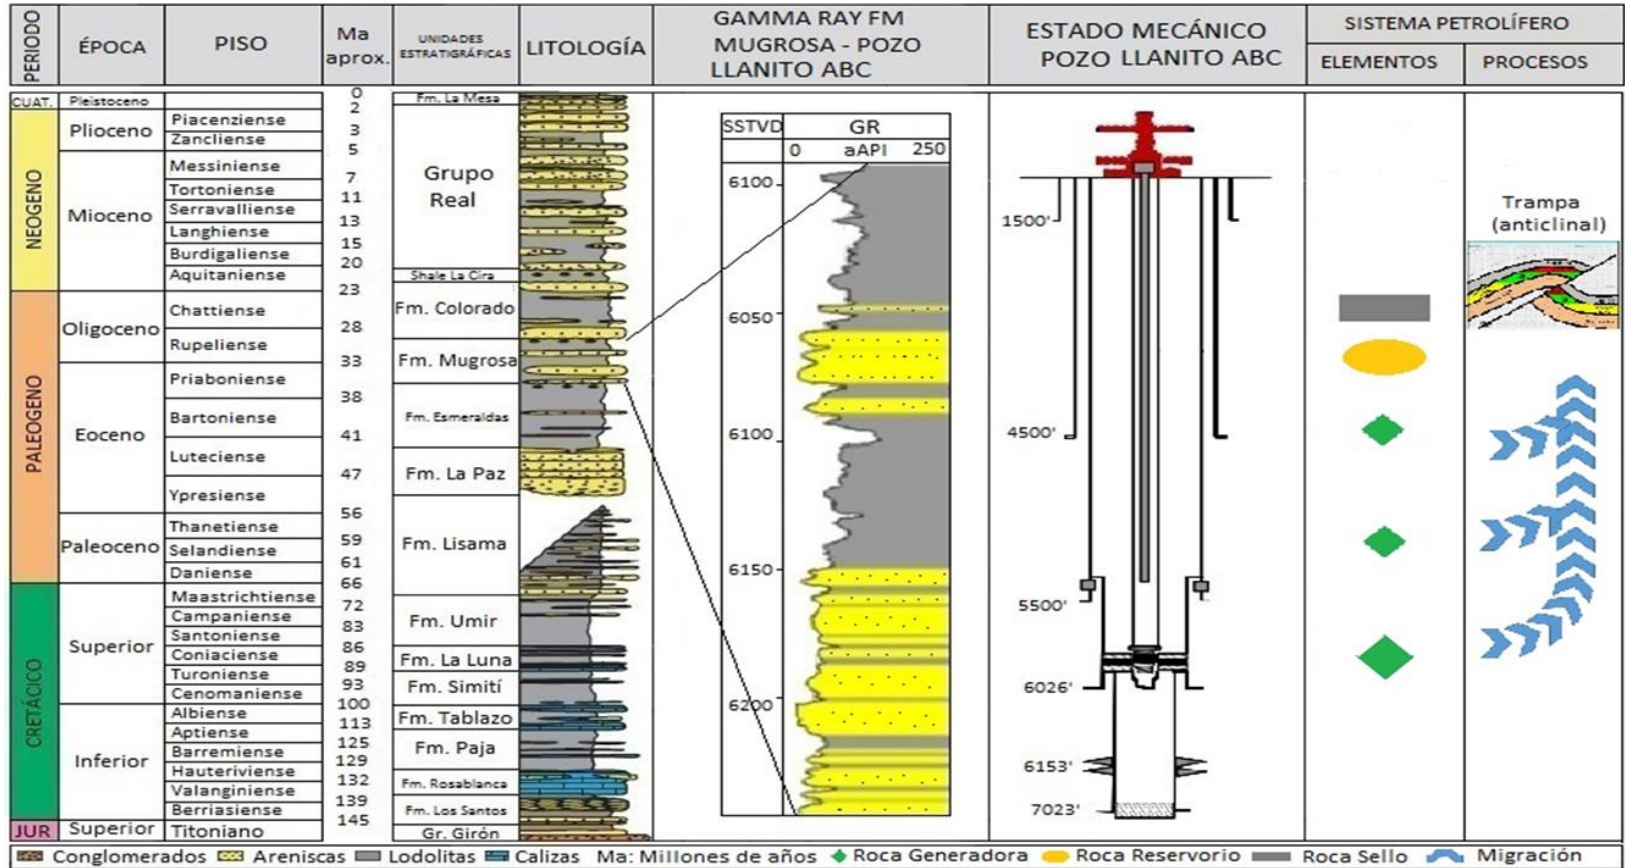 PERIODO
ÉPOCA
PISO
Ma
aprox.
UNIDADES
ESTRATIGRÁFICAS
LITOLOGÍA
GAMMA RAY FM
MUGROSA - POZO
LLANITO ABC
ESTADO MECÁNICO
POZO LLANITO ABC
SISTEMA PETROLÍFERO
ELEMENTOS
PROCESOS
CUAT.
NEOGENO
PALEOGENO
CRETÁCICO
JUR
Pleistoceno
Plioceno
Mioceno
Oligoceno
Eoceno
Paleoceno
Superior
Inferior
Superior
Piacenziense
Zancliense
Messiniense
Tortoniense
Serravalliense
Langhiense
Burdigaliense
Aquitaniense
Chattiense
Rupeliense
Priaboniense
Bartoniense
Luteciense
Ypresiense
Thanetiense
Selandiense
Daniense
Maastrichtiense
Campaniense
Santoniense
Coniaciense
Turoniense
Cenomaniense
Albiense
Aptiense
Barremiense
Hauteriviense
Valanginiense
Berriasiense
Titoniano
0
2
3
5
7
11
13
15
20
23
28
33
38
41
47
56
59
61
66
72
83
86
89
93
100
113
125
129
132
139
145
Fm. La Mesa
Grupo
Real
Shale La Cira
Fm. Colorado
Fm. Mugrosa
Fm. Esmeraldas
Fm. La Paz
Fm. Lisama
Fm. Umir
Fm. La Luna
Fm. Simití
Fm. Tablazo
Fm. Paja
Fm. Rosablanca
Fm. Los Santos
Gr. Girón
SSTVD
GR
0 aAPI 250
6100
6050
6100
6150
6200
1500'
4500'
5500'
6026'
6153'
7023'
Trampa
(anticlinal)
Conglomerados Areniscas Lodolitas Calizas Ma: Millones de años Roca Generadora Roca Reservorio Roca Sello Migración